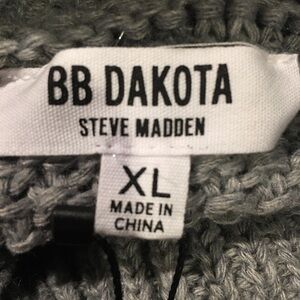 BB DAKOTA
STEVE MADDEN
XL
MADE IN
CHINA